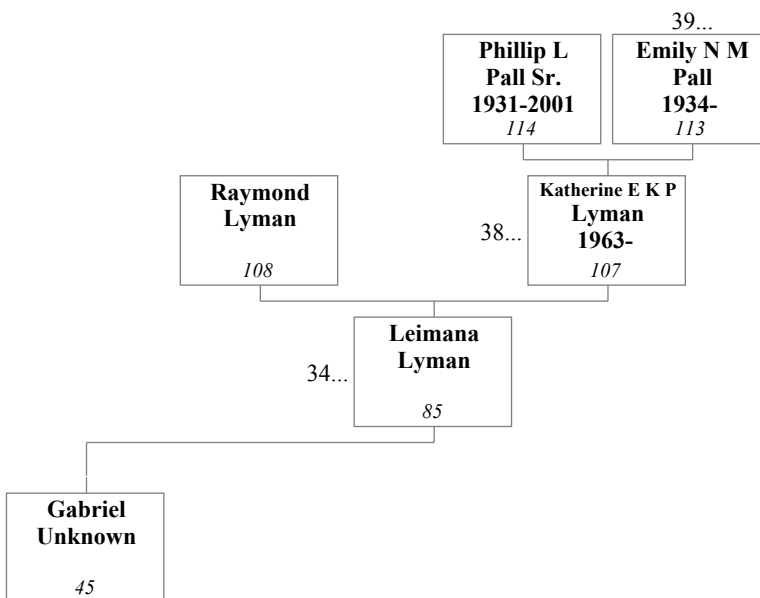 39...
Phillip L
Pall Sr.
1931-2001
114
Emily N M
Pall
1934-
113
Raymond
Lyman
108
38...
Katherine E K P
Lyman
1963-
107
34...
Leimana
Lyman
85
Gabriel
Unknown
45